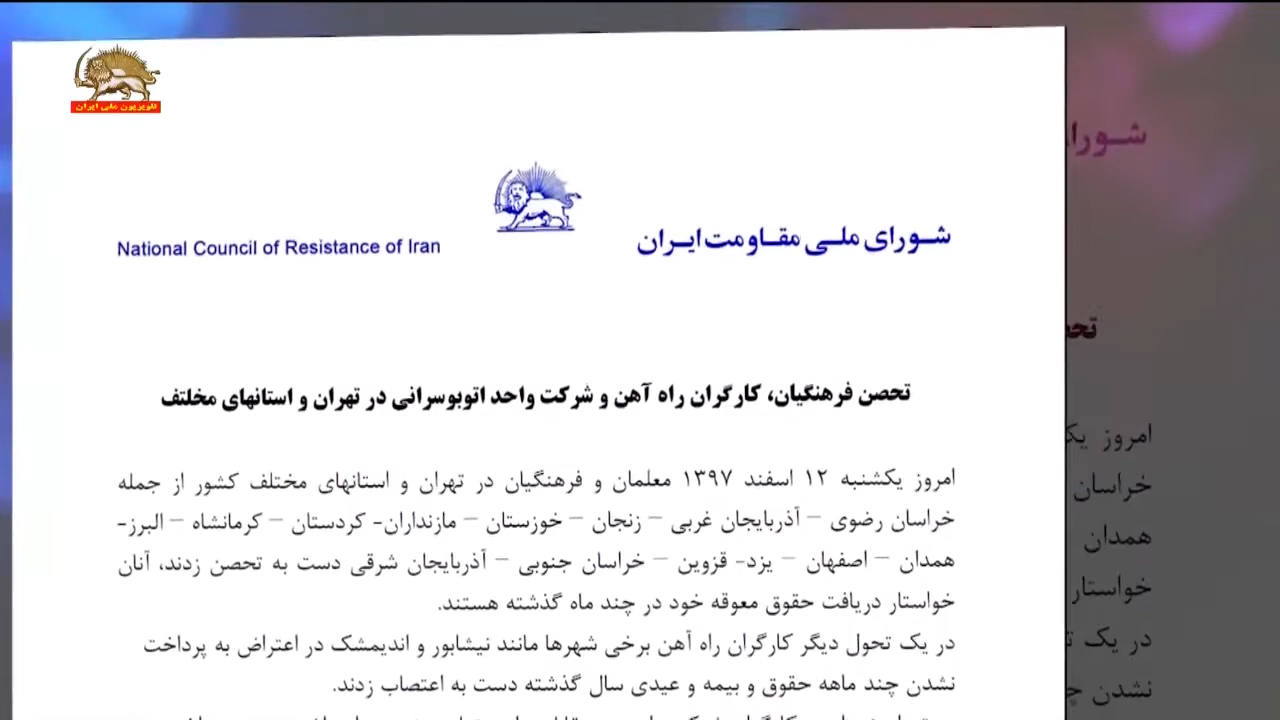 تلویزیون ملی ایران
National Council of Resistance of Iran
شورای ملی مقاومت ایران
تحصن فرهنگیان، کارگران راه آهن و شرکت واحد اتوبوسرانی در تهران و استانهای مخلتف
امروز یکشنبه ۱۲ اسفند ۱۳۹۷ معلمان و فرهنگیان در تهران و استانهای مختلف کشور از جمله
خراسان رضوی – آذربایجان غربی – زنجان – خوزستان – مازنداران- کردستان – کرمانشاه – البرز-
همدان – اصفهان – یزد- قزوین – خراسان جنوبی – آذربایجان شرقی دست به تحصن زدند، آنان
خواستار دریافت حقوق معوقه خود در چند ماه گذشته هستند.
در یک تحول دیگر کارگران راه آهن برخی شهرها مانند نیشابور و اندیمشک در اعتراض به پرداخت
نشدن چند ماهه حقوق و بیمه و عیدی سال گذشته دست به اعتصاب زدند.
شورای
امروز
خراسان
همدان
خواستار
در یک
نشدن